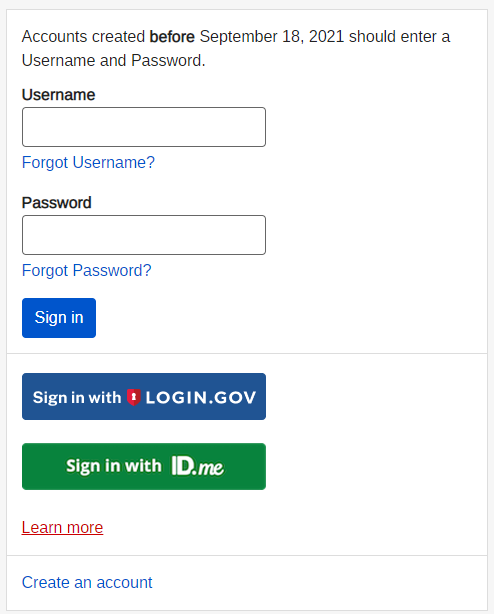 Accounts created before September 18, 2021 should enter a
Username and Password.
Username
Forgot Username?
Password
Forgot Password?
Sign in
Sign in with LOGIN.GOV
Sign in with ID.me
Learn more
Create an account